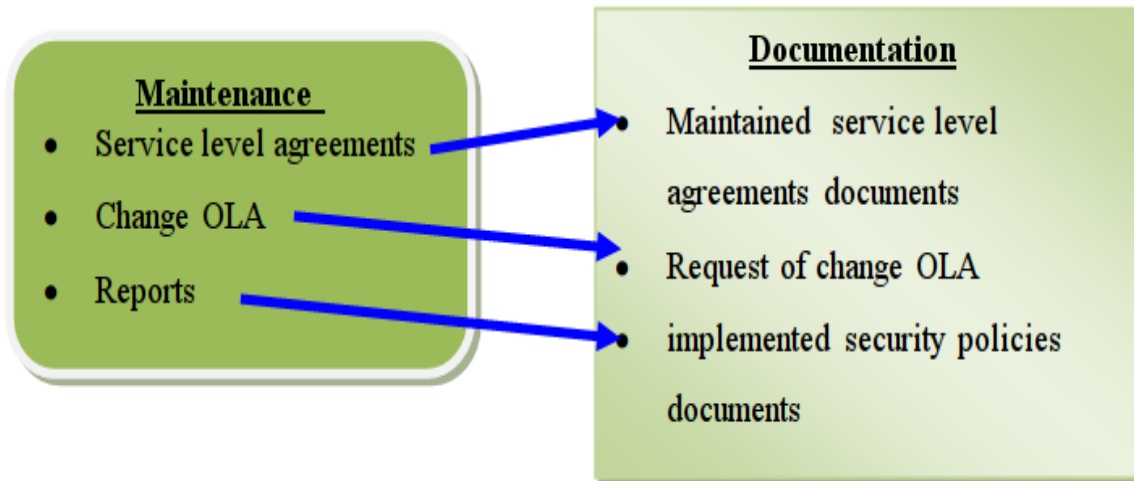 Maintenance
• Service level agreements
• Change OLA
• Reports
Documentation
• Maintained service level
agreements documents
• Request of change OLA
• implemented security policies
documents